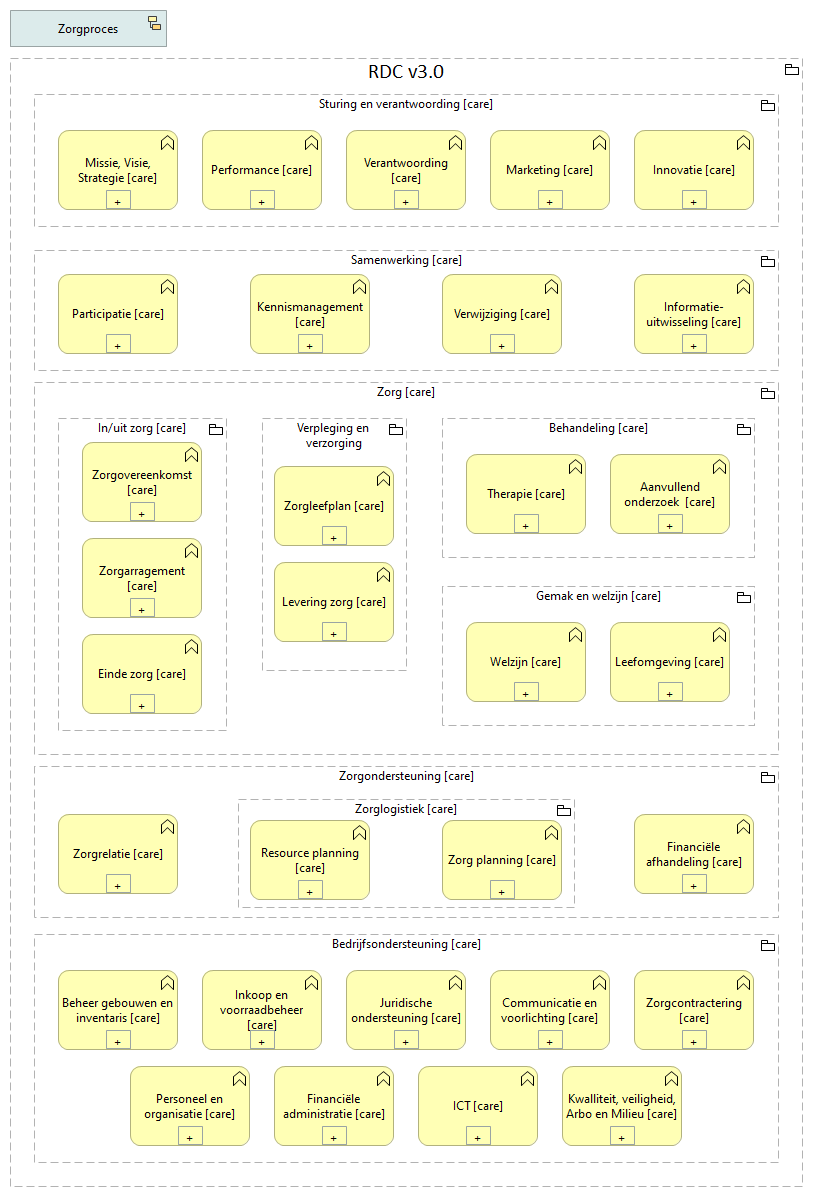 Zorgproces
RDC v3.0
Sturing en verantwoording [care]
Missie, Visie,
Strategie [care]
+
Performance [care]
+
Verantwoording
[care]
+
Marketing [care]
+
Innovatie [care]
+
Samenwerking [care]
Participatie [care]
+
Kennismanagement
[care]
+
Verwijziging [care]
+
Informatie-
uitwisseling [care]
+
Zorg [care]
In/uit zorg [care]
Zorgovereenkomst
[care]
+
Zorgarragement
[care]
+
Einde zorg [care]
+
Verpleging en
verzorging
Zorgleefplan [care]
+
Levering zorg [care]
+
Behandeling [care]
Therapie [care]
+
Aanvullend
onderzoek [care]
+
Gemak en welzijn [care]
Welzijn [care]
+
Leefomgeving [care]
+
Zorgondersteuning [care]
Zorgrelatie [care]
+
Zorglogistiek [care]
Resource planning
[care]
+
Zorg planning [care]
+
Financiële
afhandeling [care]
+
Bedrijfsondersteuning [care]
Beheer gebouwen en
inventaris [care]
+
Inkoop en
voorraadbeheer
[care]
+
Juridische
ondersteuning [care]
+
Communicatie en
voorlichting [care]
+
Zorgcontractering
[care]
+
Personeel en
organisatie [care]
+
Financiële
administratie [care]
+
ICT [care]
+
Kwalliteit, veiligheid,
Arbo en Milieu [care]
+